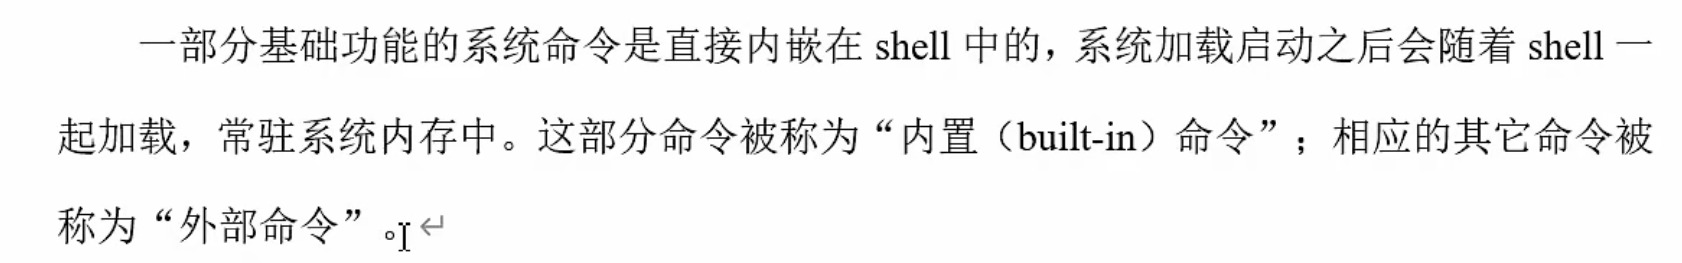 一部分基础功能的系统命令是直接内嵌在 shell 中的，系统加载启动之后会随着 shell 一
起加载，常驻系统内存中。这部分命令被称为“内置（built-in）命令”；相应的其它命令被
称为“外部命令”。